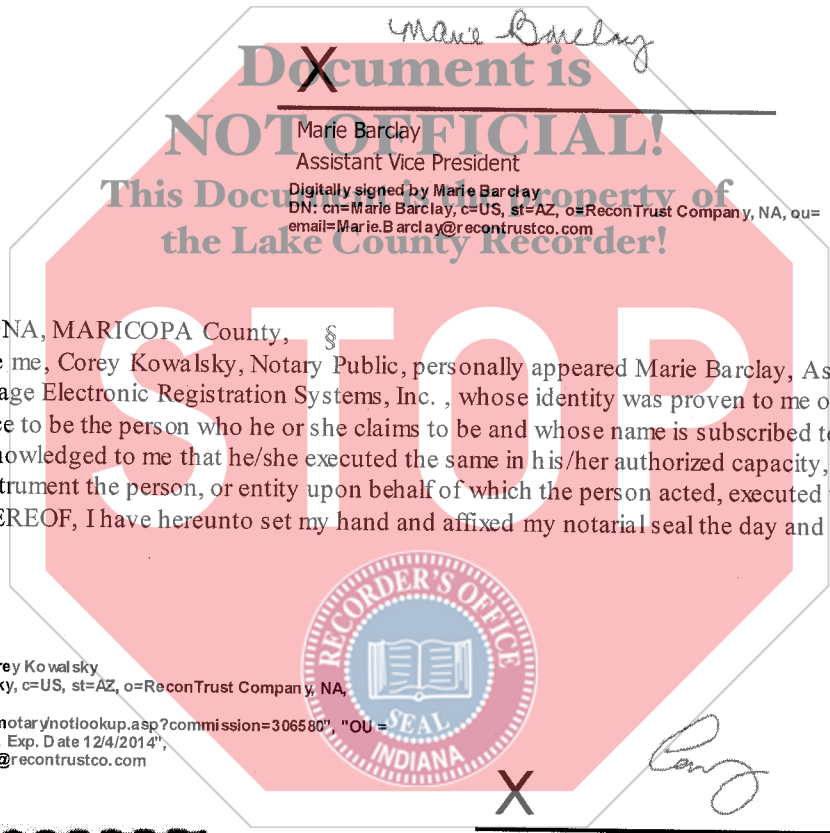 Marie Barclay
X
Document is
NOT OFFICIAL!
Marie Barclay
Assistant Vice President
This Document is the property of
Digitally signed by Marie Barclay
DN: cn=Marie Barclay, c=US, st=AZ, o=ReconTrust Company, NA, ou=
email=Marie.Barclay@recontrustco.com
the Lake County Recorder!
STOP
NA, MARICOPA County, §
e me, Corey Kowalsky, Notary Public, personally appeared Marie Barclay, As
age Electronic Registration Systems, Inc. , whose identity was proven to me o
ce to be the person who he or she claims to be and whose name is subscribed to
nowledged to me that he/she executed the same in his/her authorized capacity,
trument the person, or entity upon behalf of which the person acted, executed
EREOF, I have hereunto set my hand and affixed my notarial seal the day and
RECORDER'S OFFICE
SEAL
INDIANA
rey Kowalsky
ky, c=US, st=AZ, o=ReconTrust Company, NA,
notary/notlookup.asp?commission=306580", "OU =
. Exp. Date 12/4/2014",
@recontrustco.com
X